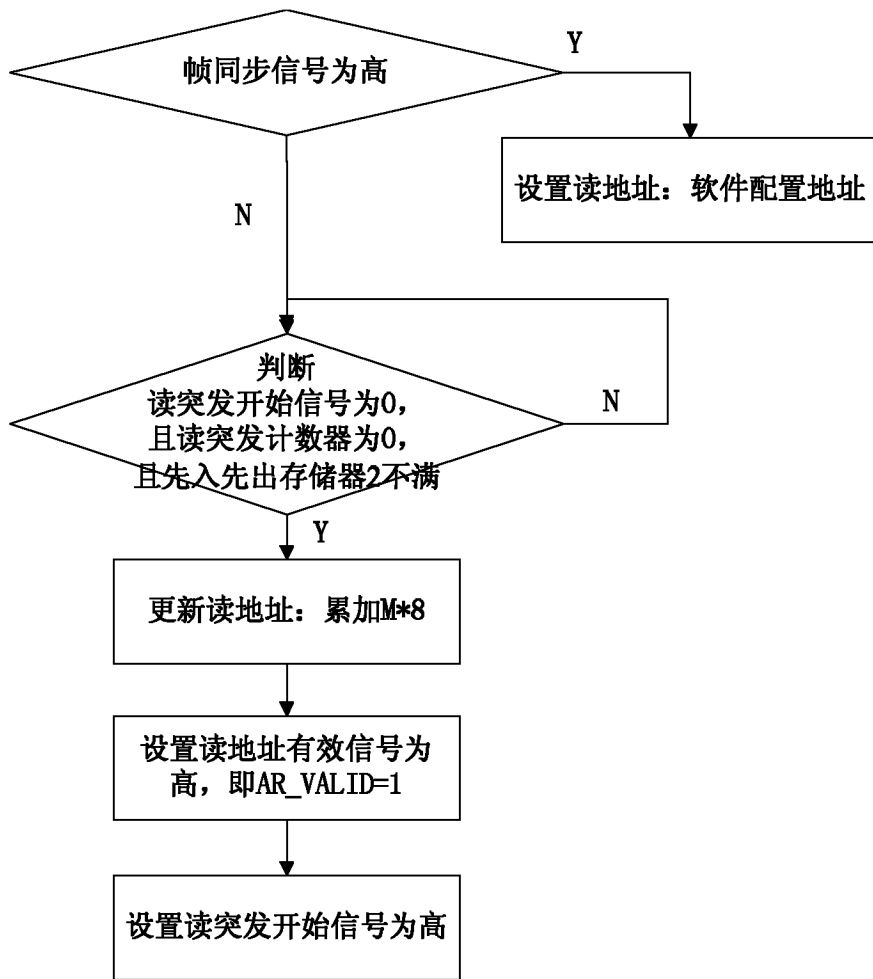 帧同步信号为高
Y
设置读地址：软件配置地址
N
判断
读突发开始信号为0，
且读突发计数器为0，
且先入先出存储器2不满
N
Y
更新读地址：累加M*8
设置读地址有效信号为
高，即AR_VALID=1
设置读突发开始信号为高